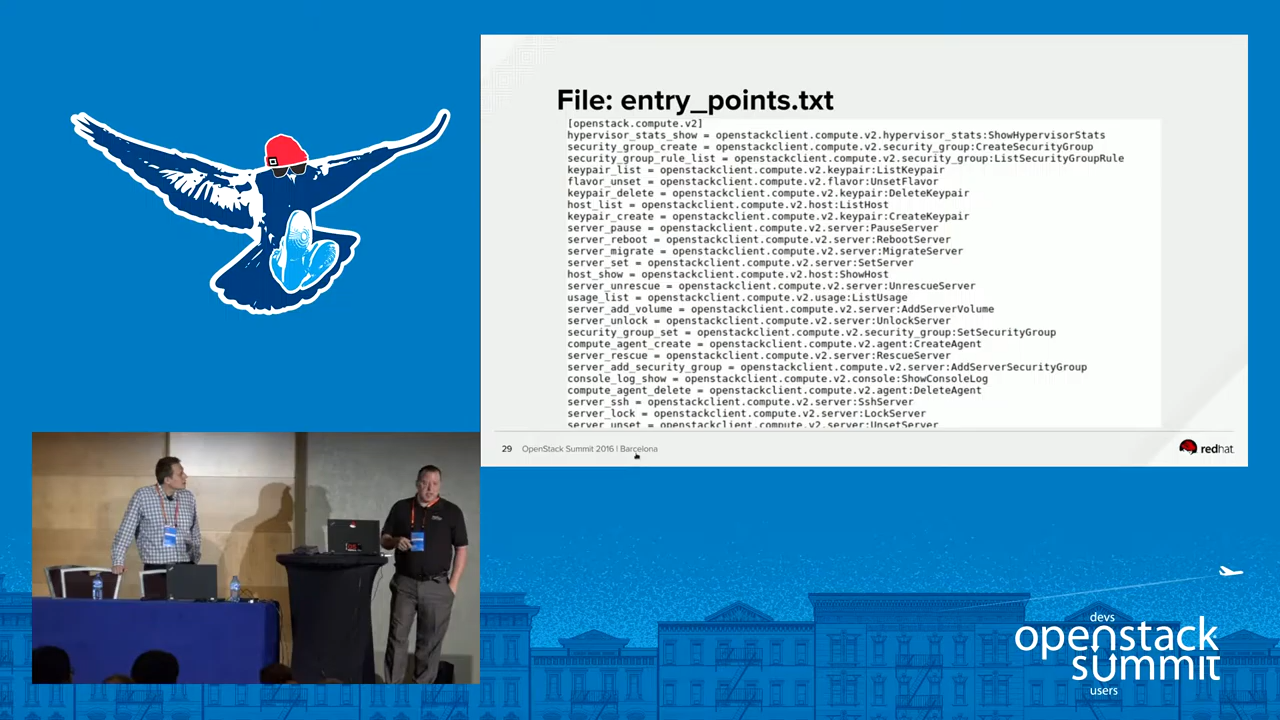 File: entry_points.txt
[openstack.compute.v2]
hypervisor_stats_show = openstackclient.compute.v2.hypervisor_stats:ShowHypervisorStats
security_group_create = openstackclient.compute.v2.security_group:CreateSecurityGroup
security_group_rule_list = openstackclient.compute.v2.security_group:ListSecurityGroupRule
keypair_list = openstackclient.compute.v2.keypair:ListKeypair
flavor_unset = openstackclient.compute.v2.flavor:UnsetFlavor
keypair_delete = openstackclient.compute.v2.keypair:DeleteKeypair
host_list = openstackclient.compute.v2.host:ListHost
keypair_create = openstackclient.compute.v2.keypair:CreateKeypair
server_pause = openstackclient.compute.v2.server:PauseServer
server_reboot = openstackclient.compute.v2.server:RebootServer
server_migrate = openstackclient.compute.v2.server:MigrateServer
server_set = openstackclient.compute.v2.server:SetServer
host_show = openstackclient.compute.v2.host:ShowHost
server_unrescue = openstackclient.compute.v2.server:UnrescueServer
usage_list = openstackclient.compute.v2.usage:ListUsage
server_add_volume = openstackclient.compute.v2.server:AddServerVolume
server_unlock = openstackclient.compute.v2.server:UnlockServer
security_group_set = openstackclient.compute.v2.security_group:SetSecurityGroup
compute_agent_create = openstackclient.compute.v2.agent:CreateAgent
server_rescue = openstackclient.compute.v2.server:RescueServer
server_add_security_group = openstackclient.compute.v2.server:AddServerSecurityGroup
console_log_show = openstackclient.compute.v2.console:ShowConsoleLog
compute_agent_delete = openstackclient.compute.v2.agent:DeleteAgent
server_ssh = openstackclient.compute.v2.server:SshServer
server_lock = openstackclient.compute.v2.server:LockServer
server_unset = openstackclient.compute.v2.server:UnsetServer
29 OpenStack Summit 2016 | Barcelona
redhat
devs
openstack
summit
users